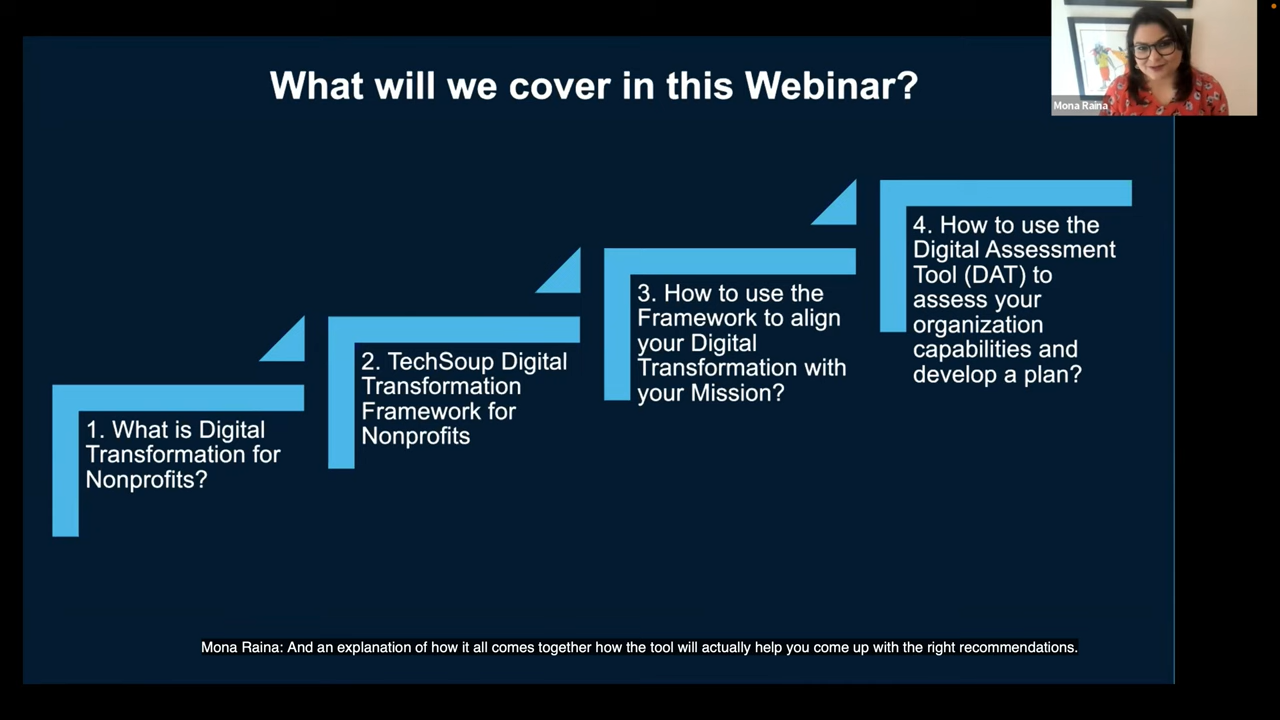 What will we cover in this Webinar?
Mona Raina
1. What is Digital
Transformation for
Nonprofits?
2. TechSoup Digital
Transformation
Framework for
Nonprofits
3. How to use the
Framework to align
your Digital
Transformation with
your Mission?
4. How to use the
Digital Assessment
Tool (DAT) to
assess your
organization
capabilities and
develop a plan?
Mona Raina: And an explanation of how it all comes together how the tool will actually help you come up with the right recommendations.